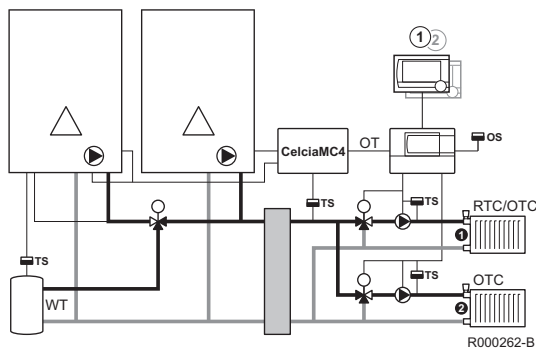 1
2
CelciaMC4
OT
OS
TS
TS
RTC/OTC
1
TS
TS
OTC
WT
2
R000262-B